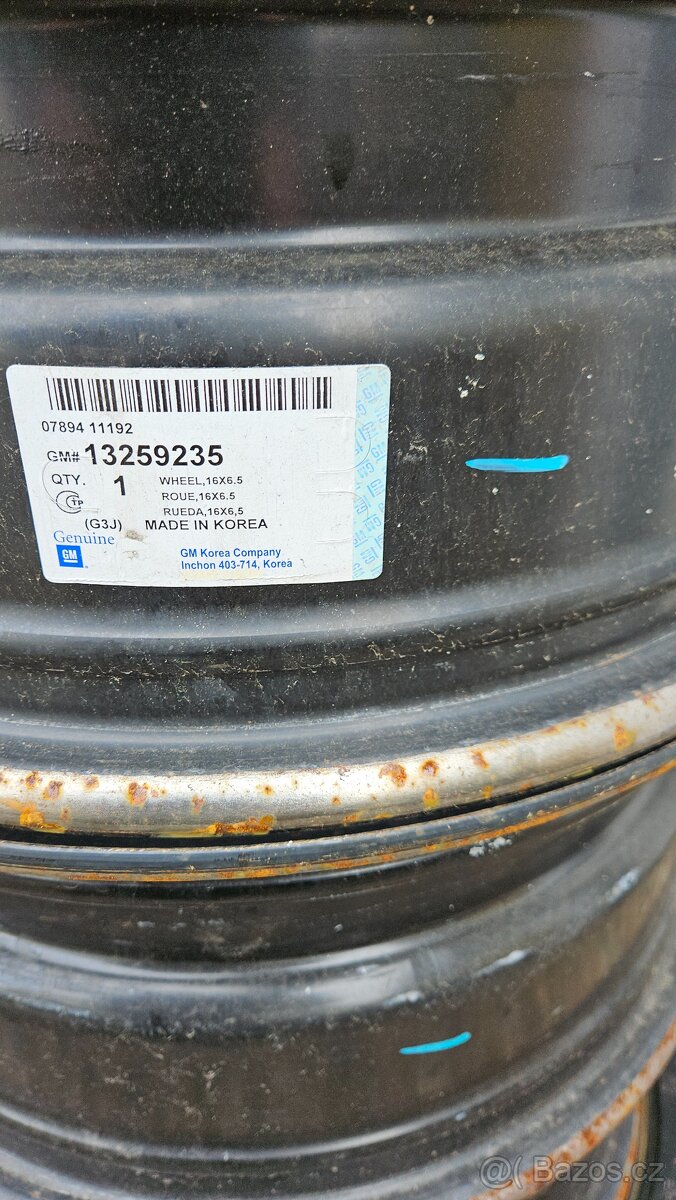 07894 11192
GM# 13259235
QTY. 1 WHEEL,16X6.5
ROUE,16X6.5
TP RUEDA,16X6,5
(G3J) MADE IN KOREA
Genuine
GM
GM Korea Company
Inchon 403-714, Korea
@ Bazos.cz